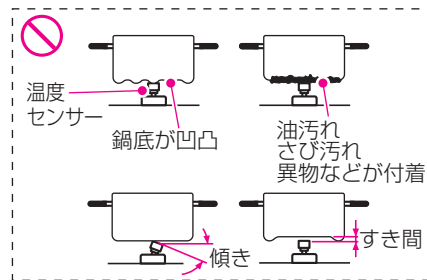 温度
センサー
鍋底が凹凸
油汚れ
さび汚れ
異物などが付着
傾き
すき間